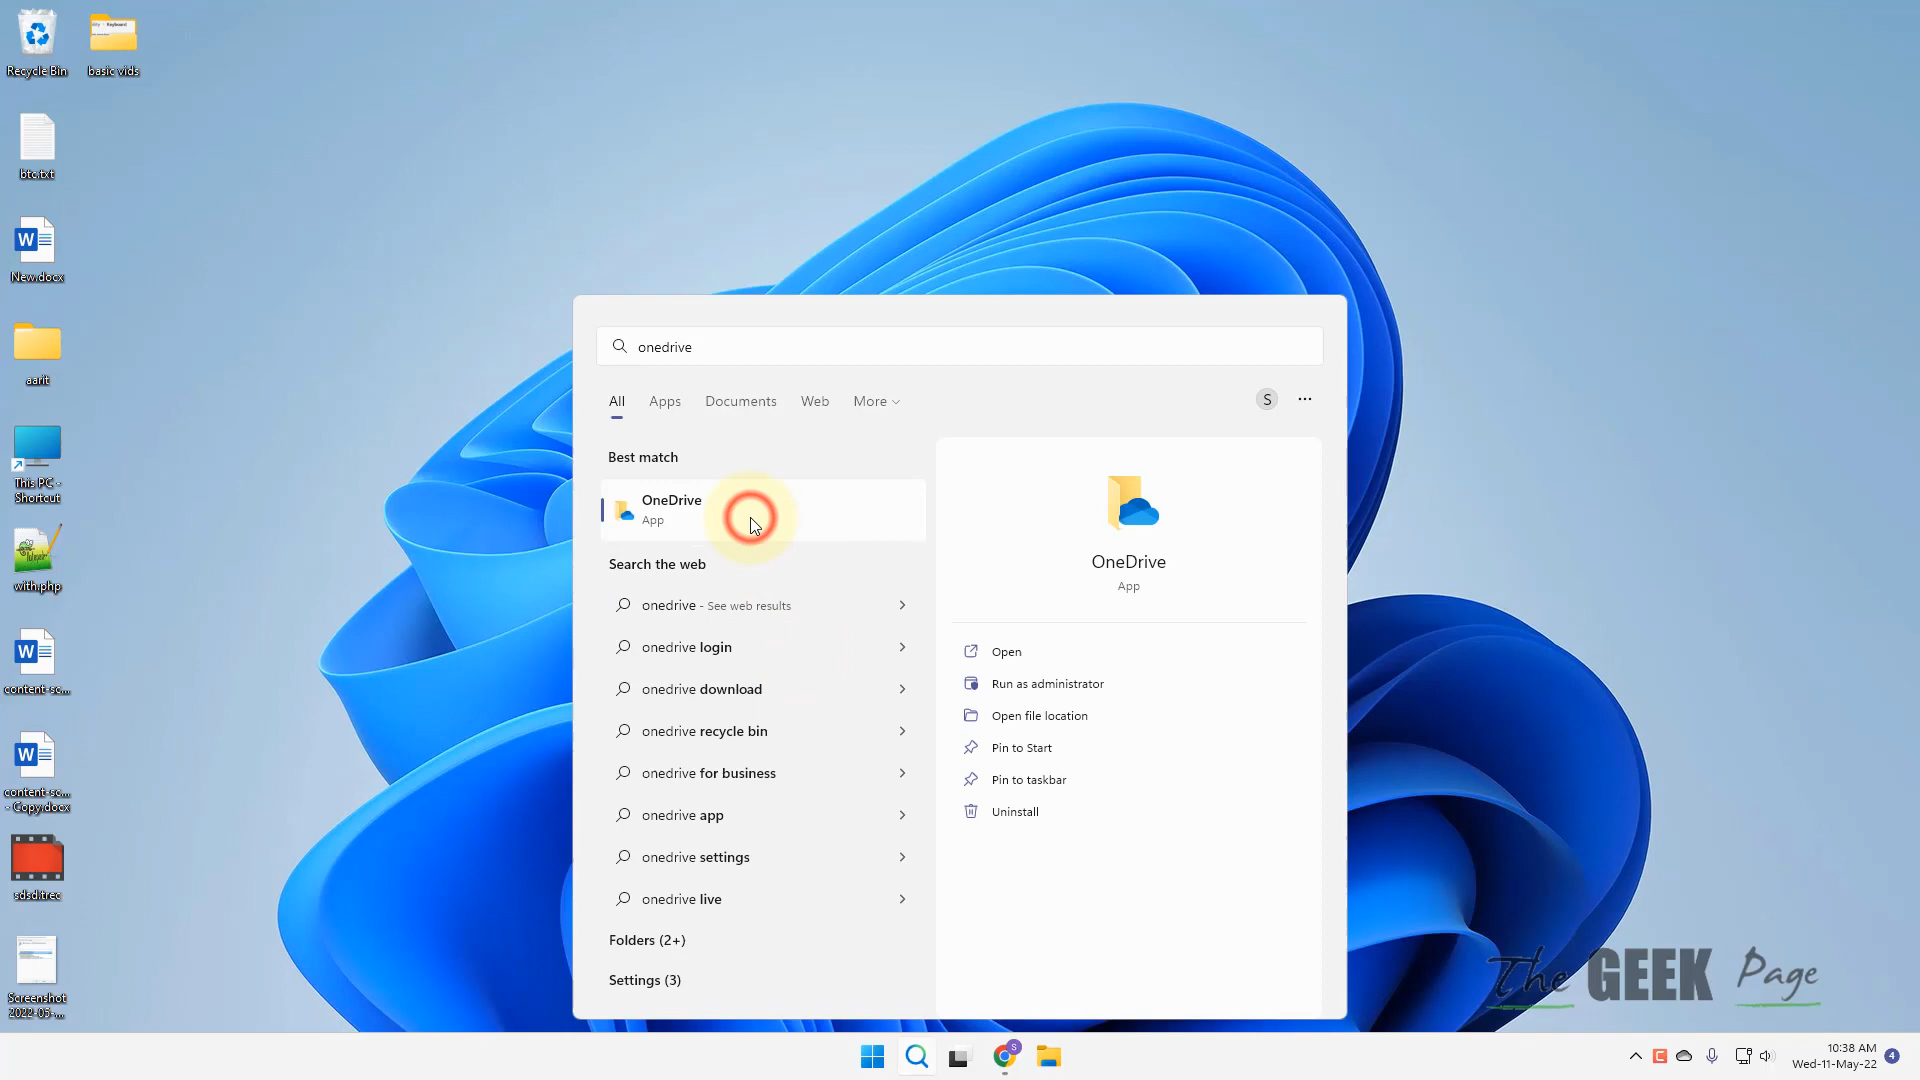 Recycle Bin
basic vids
btc.txt
New.docx
aarit
This PC -
Shortcut
with.php
content-sc...
content-sc...
- Copy.docx
sdsd.trec
Screenshot
2022-05-...
onedrive
All
Apps
Documents
Web
More
S
Best match
OneDrive
App
Search the web
onedrive - See web results
onedrive login
onedrive download
onedrive recycle bin
onedrive for business
onedrive app
onedrive settings
onedrive live
Folders (2+)
Settings (3)
OneDrive
App
Open
Run as administrator
Open file location
Pin to Start
Pin to taskbar
Uninstall
The GEEK Page
S
10:38 AM
Wed-11-May-22
4